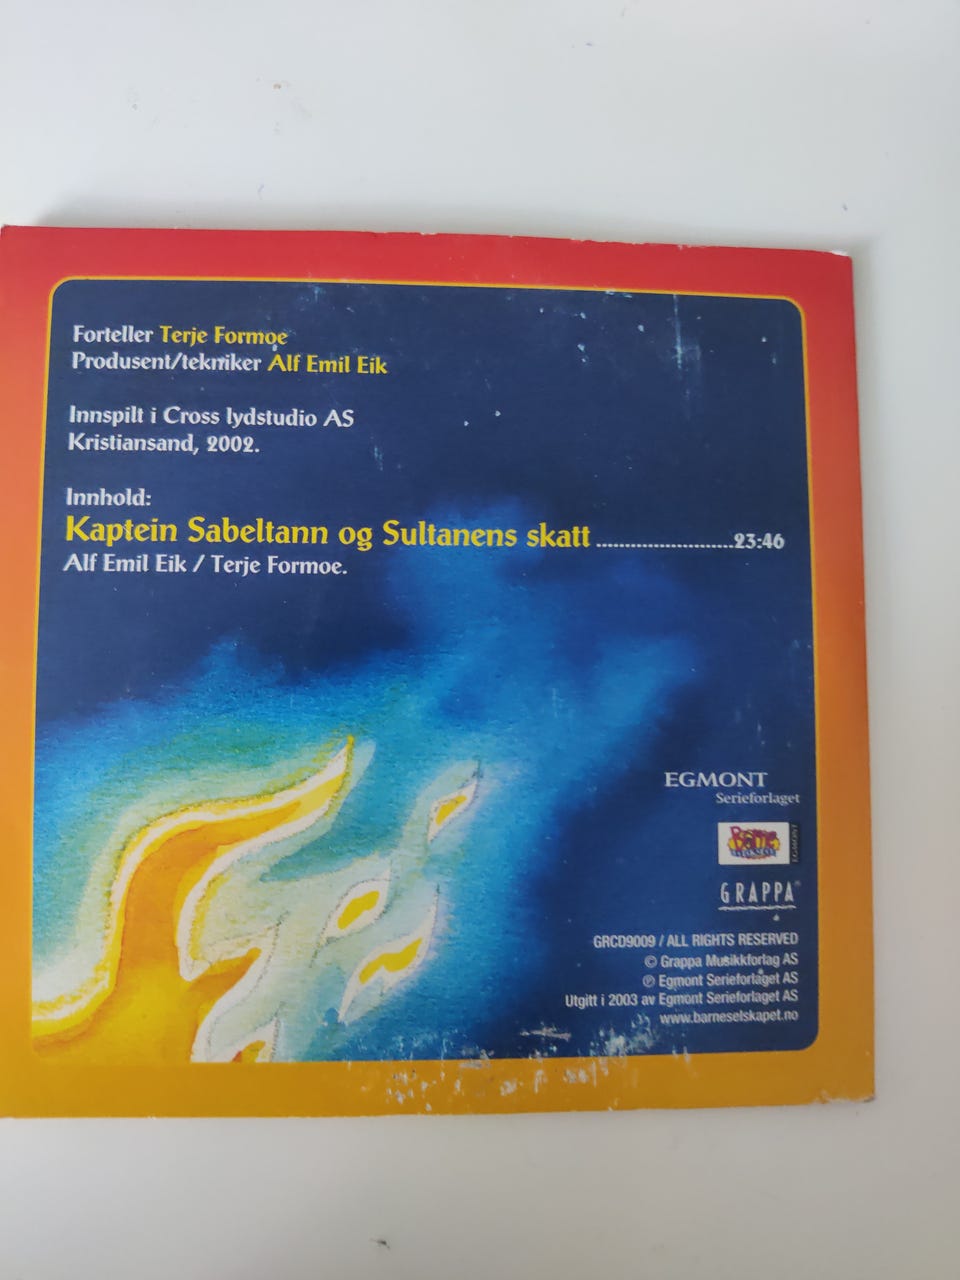 Forteller Terje Formoe
Produsent/tekniker Alf Emil Eik
Innspilt i Cross lydstudio AS
Kristiansand, 2002.
Innhold:
Kaptein Sabeltann og Sultanens skatt ........................23:46
Alf Emil Eik / Terje Formoe.
EGMONT
Serieforlaget
Barne
EGMONT
GRAPPA
GRCD9009 / ALL RIGHTS RESERVED
© Grappa Musikkforlag AS
℗ Egmont Serieforlaget AS
Utgitt i 2003 av Egmont Serieforlaget AS
www.barneselskapet.no